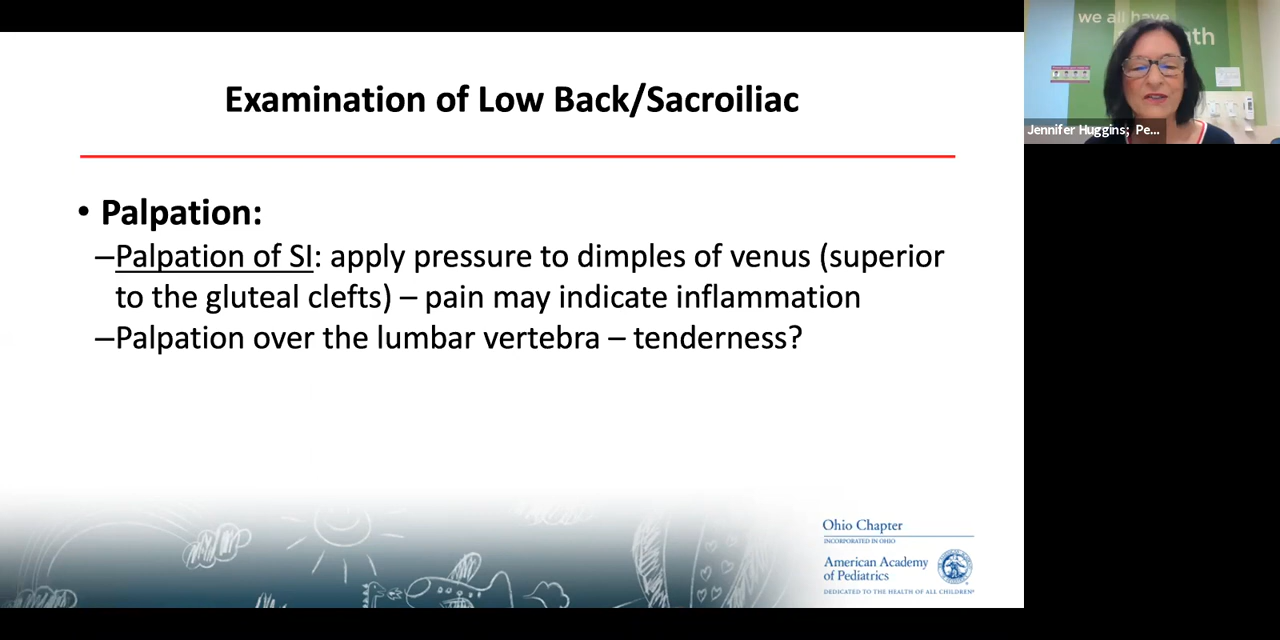 Examination of Low Back/Sacroiliac
• Palpation:
–Palpation of SI: apply pressure to dimples of venus (superior
to the gluteal clefts) – pain may indicate inflammation
–Palpation over the lumbar vertebra – tenderness?
Ohio Chapter
INCORPORATED IN OHIO
American Academy
of Pediatrics
DEDICATED TO THE HEALTH OF ALL CHILDREN®
we all have
Jennifer Huggins; Pe...